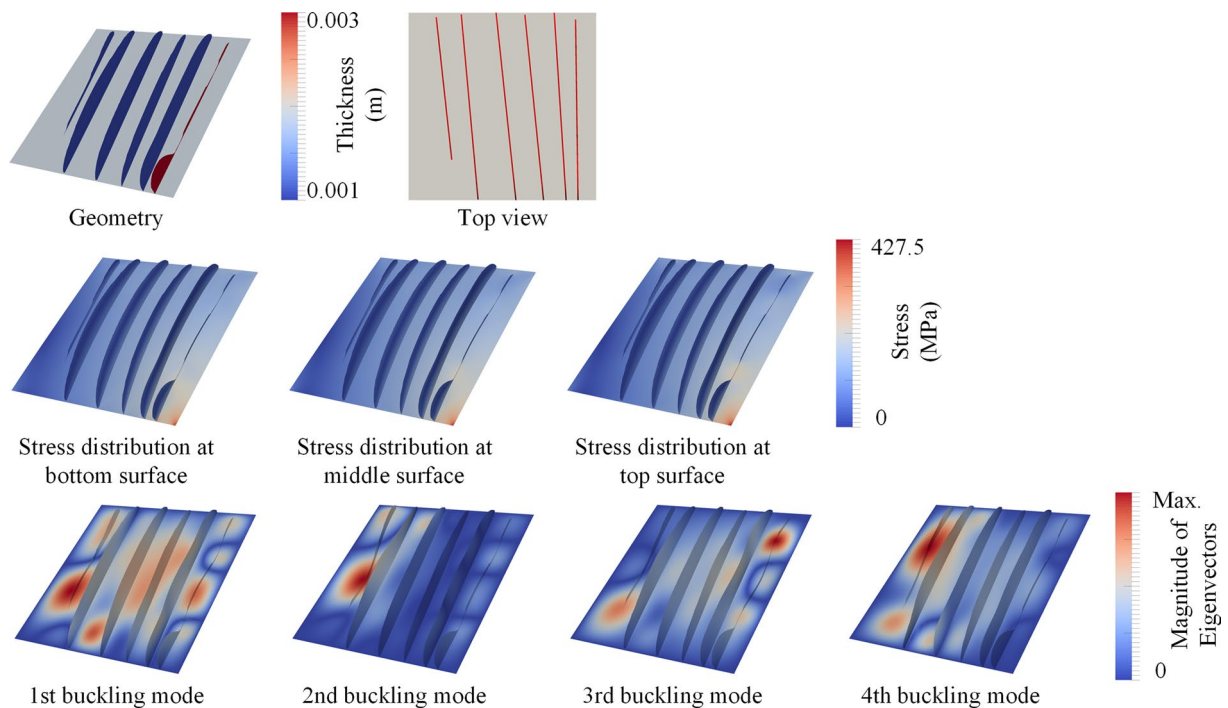 0.003
Thickness
(m)
0.001
Geometry
Top view
427.5
Stress
(MPa)
0
Stress distribution at
bottom surface
Stress distribution at
middle surface
Stress distribution at
top surface
Max.
Magnitude of
Eigenvectors
0
1st buckling mode
2nd buckling mode
3rd buckling mode
4th buckling mode